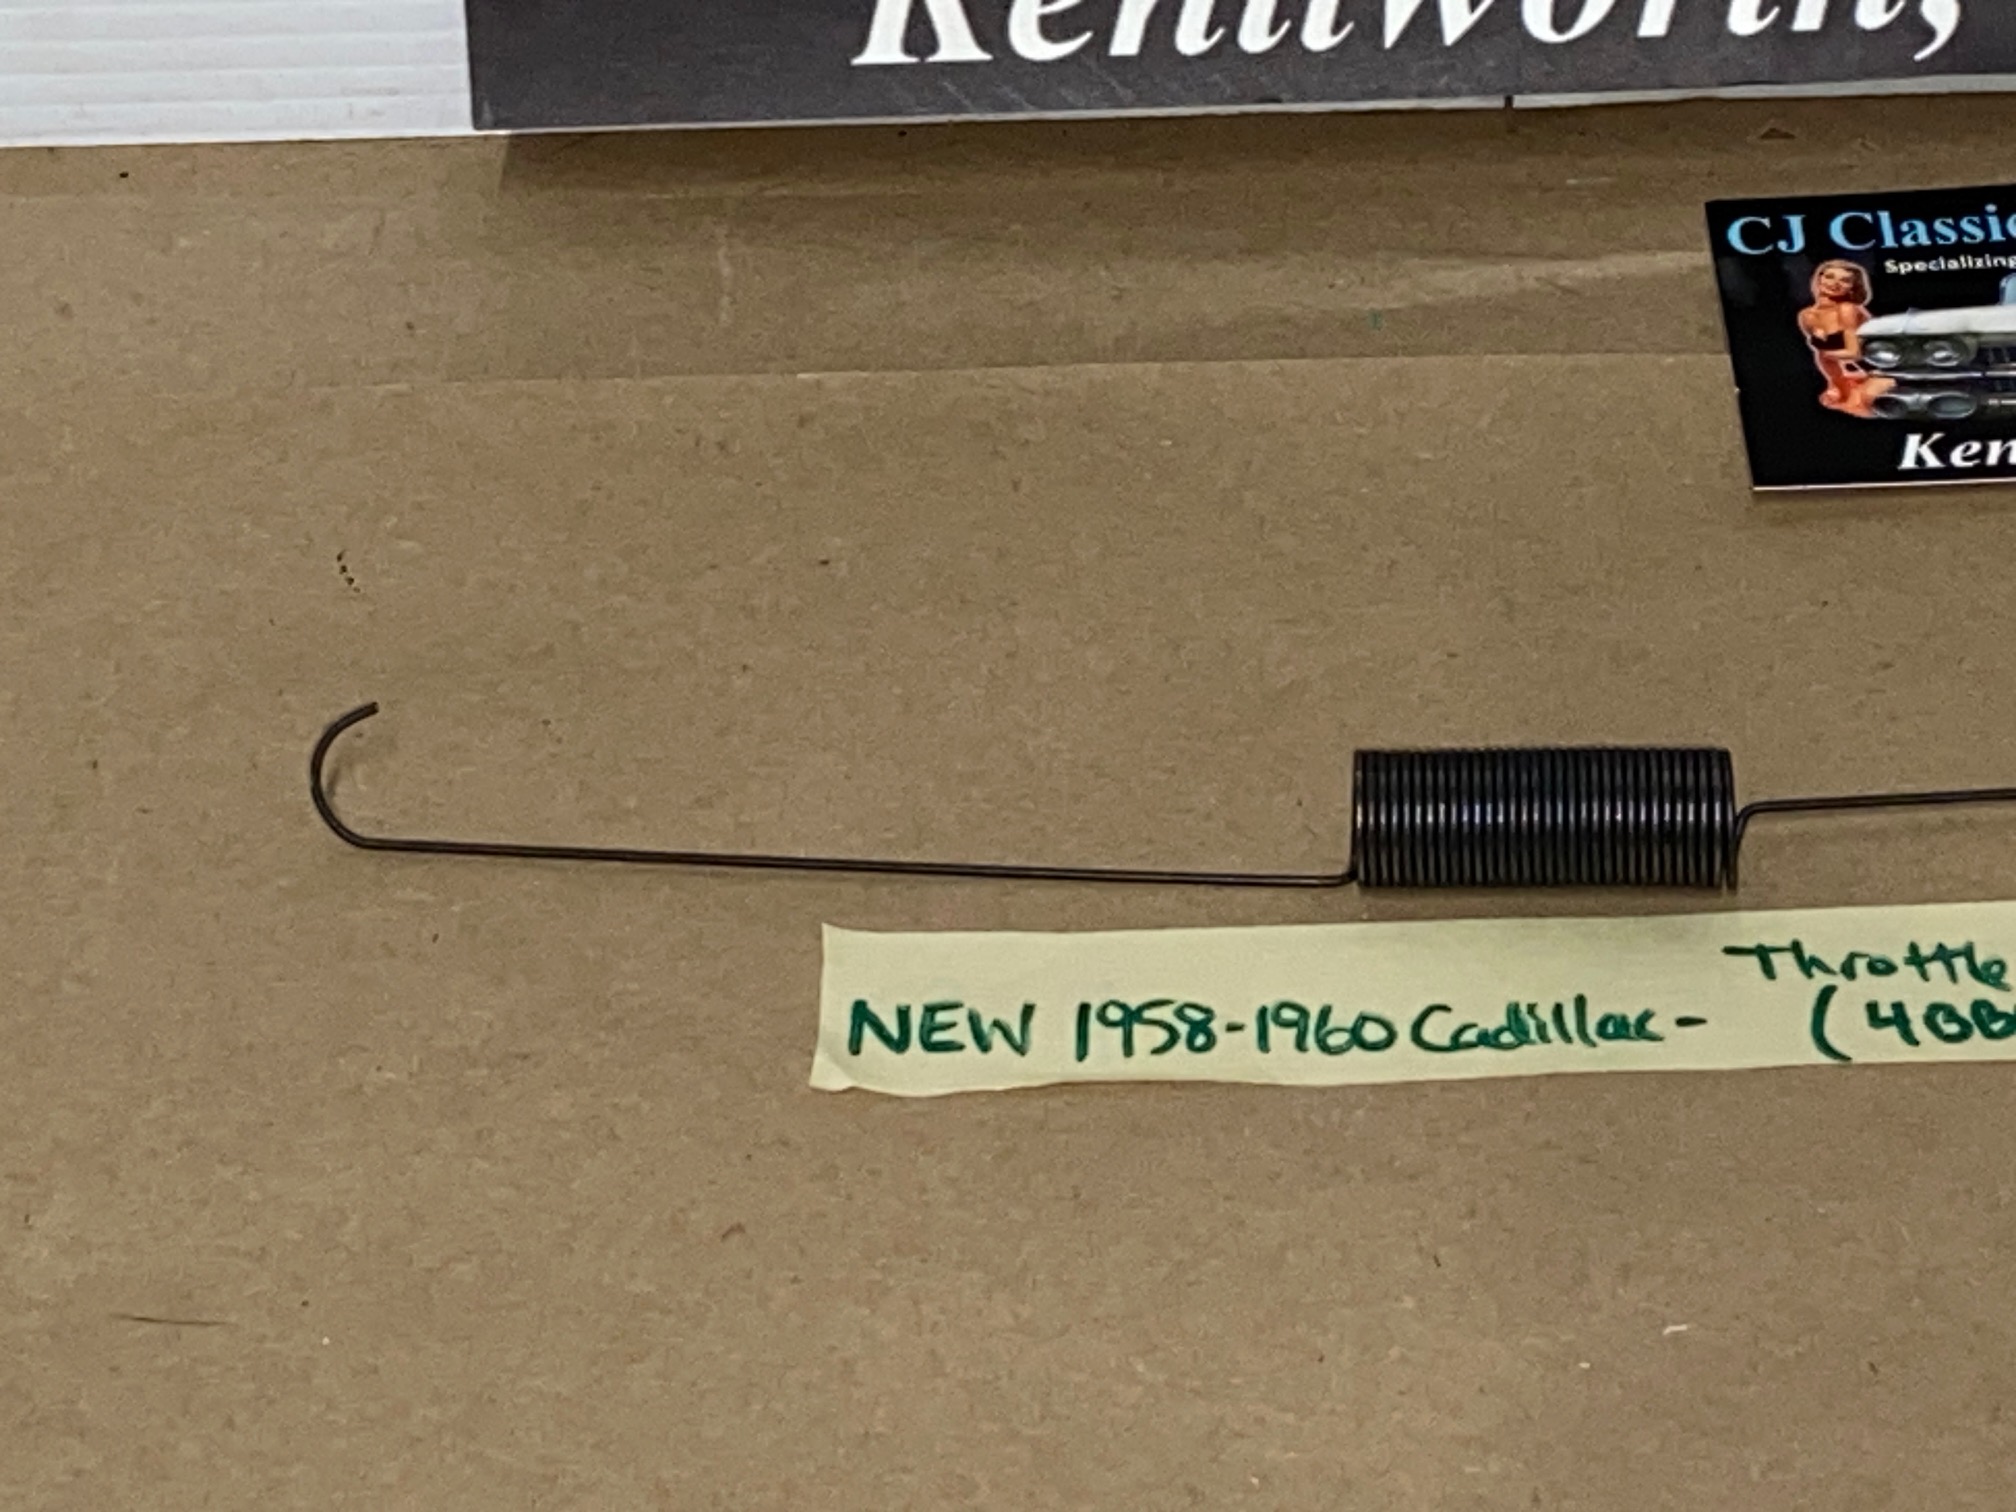 Kenilworth,
CJ Classic
Specializing
Ken
Throttle
NEW 1958-1960 Cadillac - (4BB